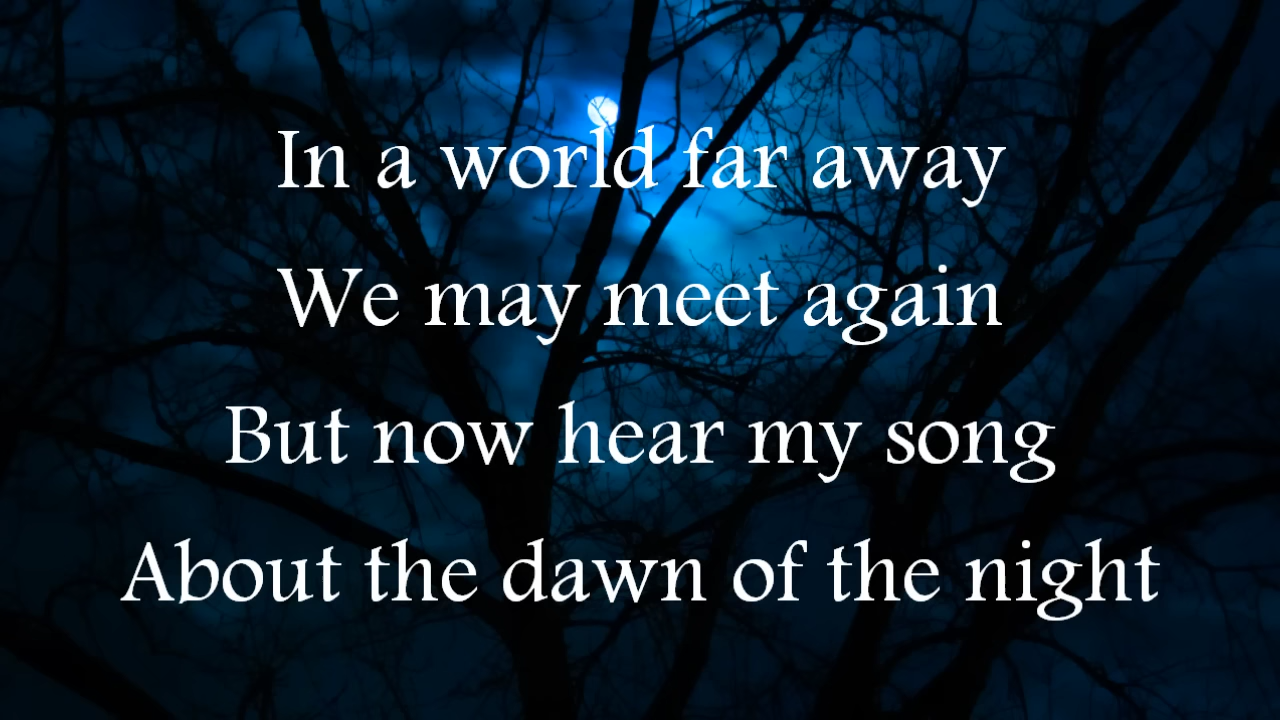 In a world far away
We may meet again
But now hear my song
About the dawn of the night